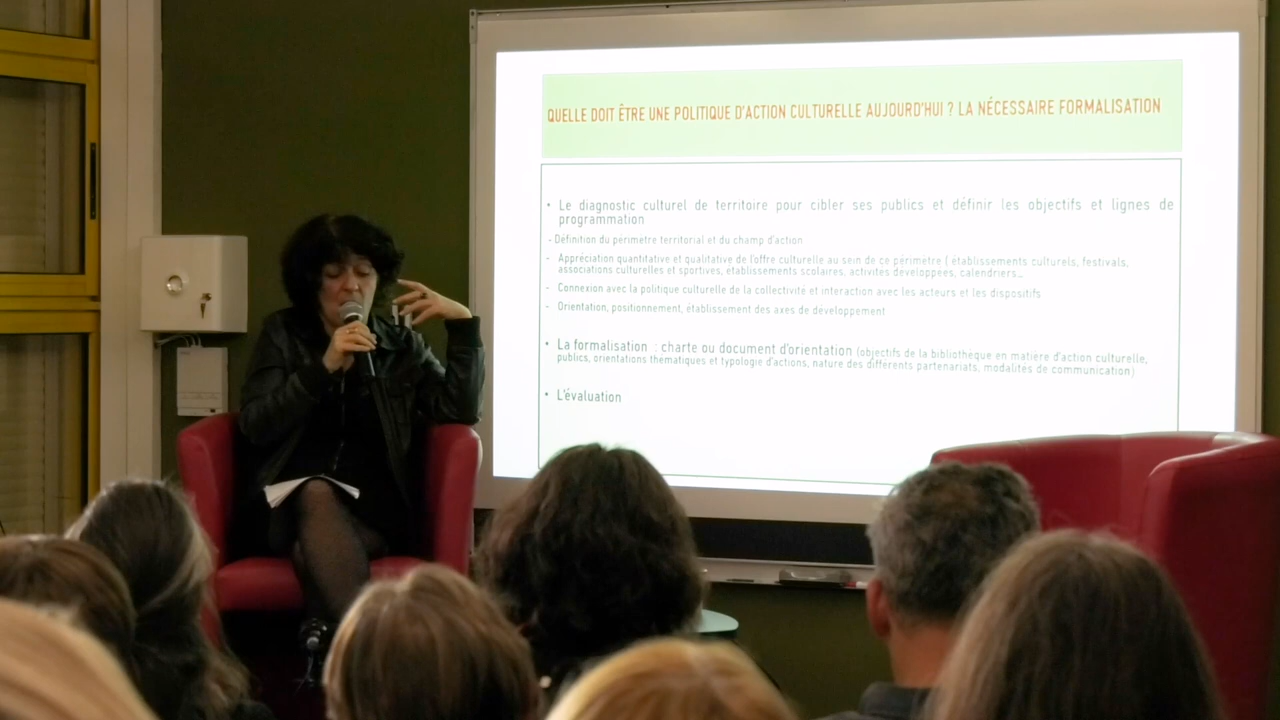 QUELLE DOIT ÊTRE UNE POLITIQUE D'ACTION CULTURELLE AUJOURD'HUI ? LA NÉCESSAIRE FORMALISATION
• Le diagnostic culturel de territoire pour cibler ses publics et définir les objectifs et lignes de
programmation
- Définition du périmètre territorial et du champ d'action
- Appréciation quantitative et qualitative de l'offre culturelle au sein de ce périmètre ( établissements culturels, festivals,
associations culturelles et sportives, établissements scolaires, activités développées, calendriers...
- Connexion avec la politique culturelle de la collectivité et interaction avec les acteurs et les dispositifs
- Orientation, positionnement, établissement des axes de développement
• La formalisation : charte ou document d'orientation (objectifs de la bibliothèque en matière d'action culturelle,
publics, orientations thématiques et typologie d'actions, nature des différents partenariats, modalités de communication)
• L'évaluation